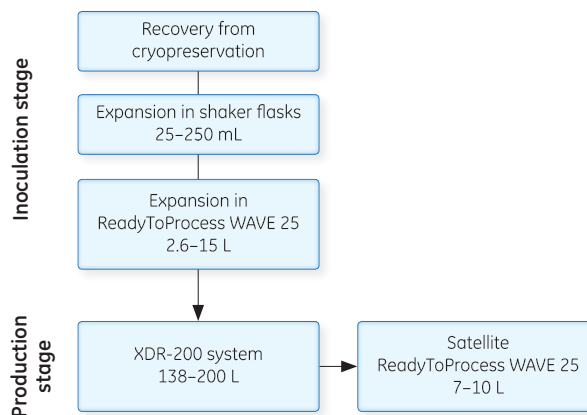 Inoculation stage
Recovery from
cryopreservation
Expansion in shaker flasks
25–250 mL
Expansion in
ReadyToProcess WAVE 25
2.6–15 L
Production
stage
XDR-200 system
138–200 L
Satellite
ReadyToProcess WAVE 25
7–10 L